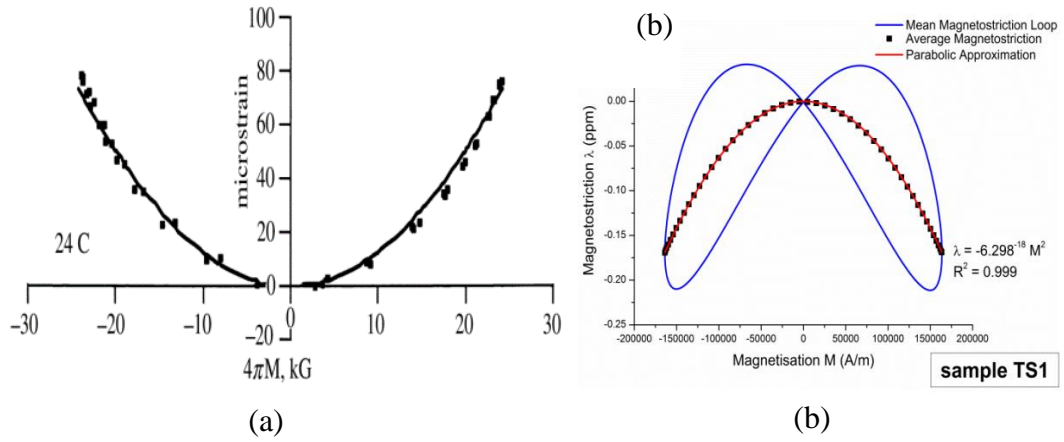 100
80
60
microstrain
40
20
0
-20
24 C
−30
−20
−10
0
10
20
30
4πM, kG
(a)
(b)
Mean Magnetostriction Loop
Average Magnetostriction
Parabolic Approximation
0.00
-0.05
-0.10
-0.15
-0.20
-0.25
Magnetostriction λ (ppm)
λ = -6.298⁻¹⁸ M²
R² = 0.999
-200000 -150000 -100000 -50000 0 50000 100000 150000 200000
Magnetisation M (A/m)
sample TS1
(b)